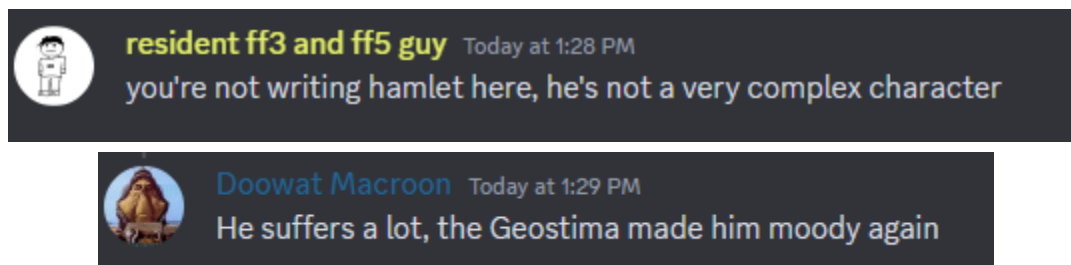 resident ff3 and ff5 guy Today at 1:28 PM
you're not writing hamlet here, he's not a very complex character
Doowat Macroon Today at 1:29 PM
He suffers a lot, the Geostima made him moody again